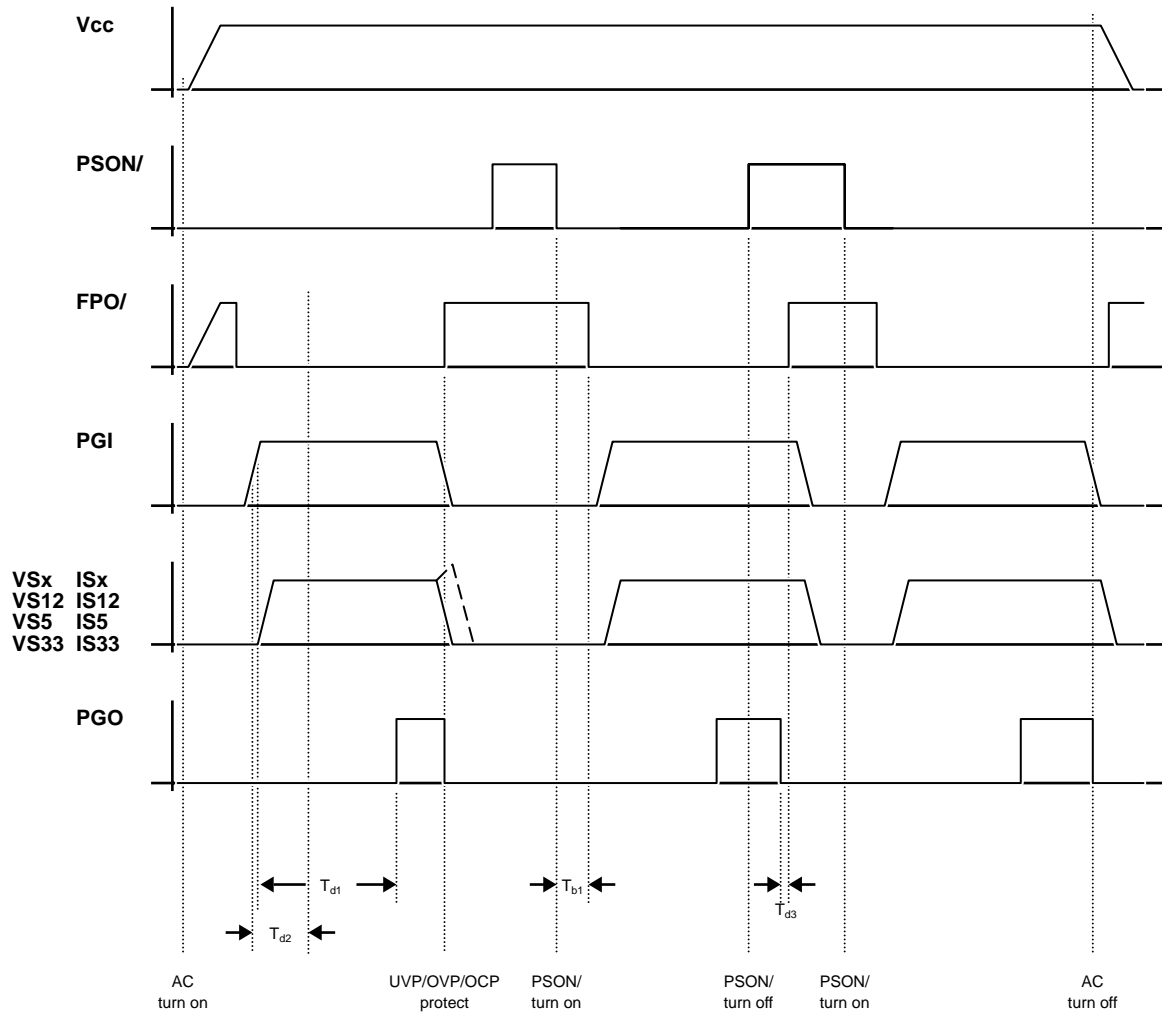 Vcc
PSON/
FPO/
PGI
VSx ISx
VS12 IS12
VS5 IS5
VS33 IS33
PGO
Td1
Tb1
Td3
Td2
AC
turn on
UVP/OVP/OCP
protect
PSON/
turn on
PSON/
turn off
PSON/
turn on
AC
turn off